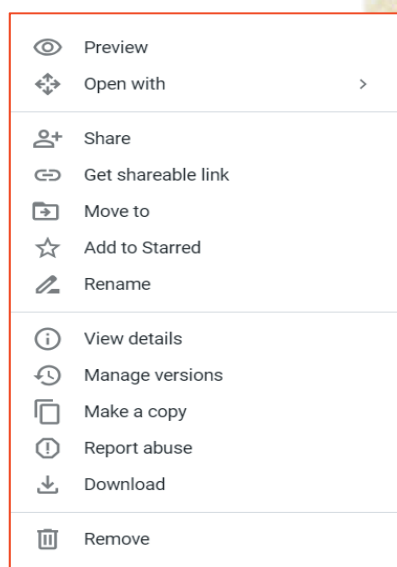 Preview
Open with
Share
Get shareable link
Move to
Add to Starred
Rename
View details
Manage versions
Make a copy
Report abuse
Download
Remove